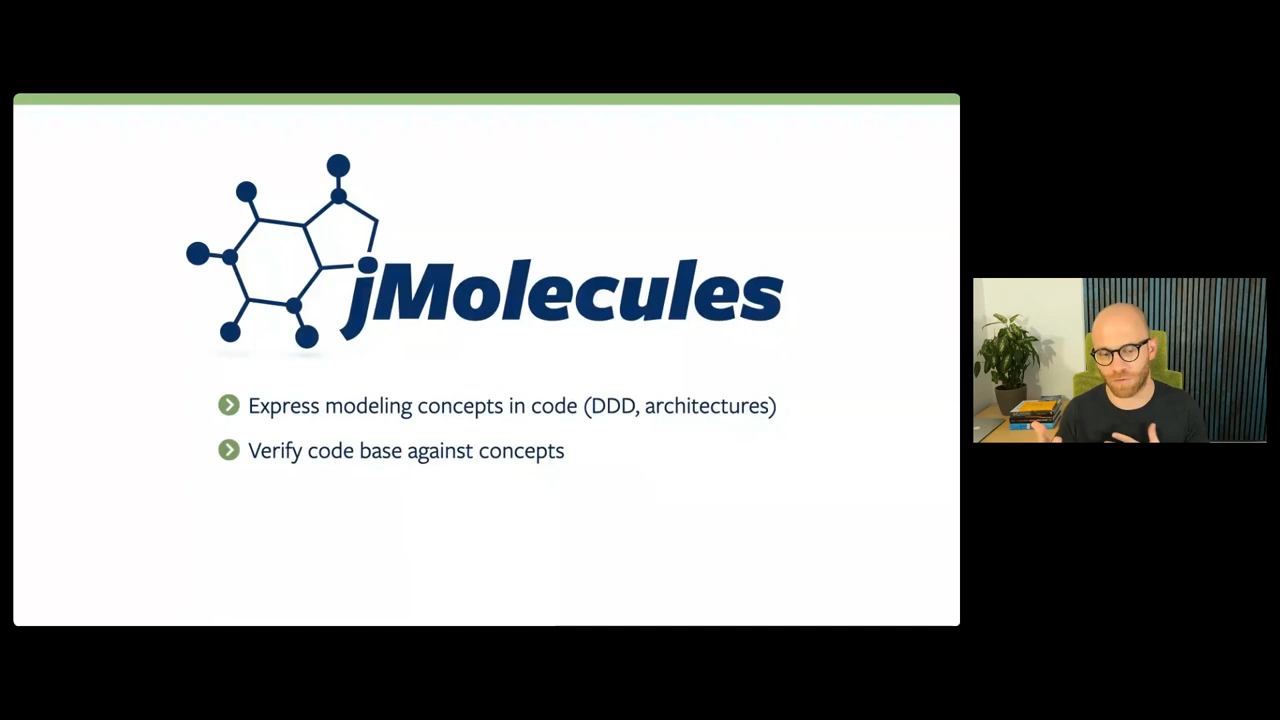 jMolecules
Express modeling concepts in code (DDD, architectures)
Verify code base against concepts